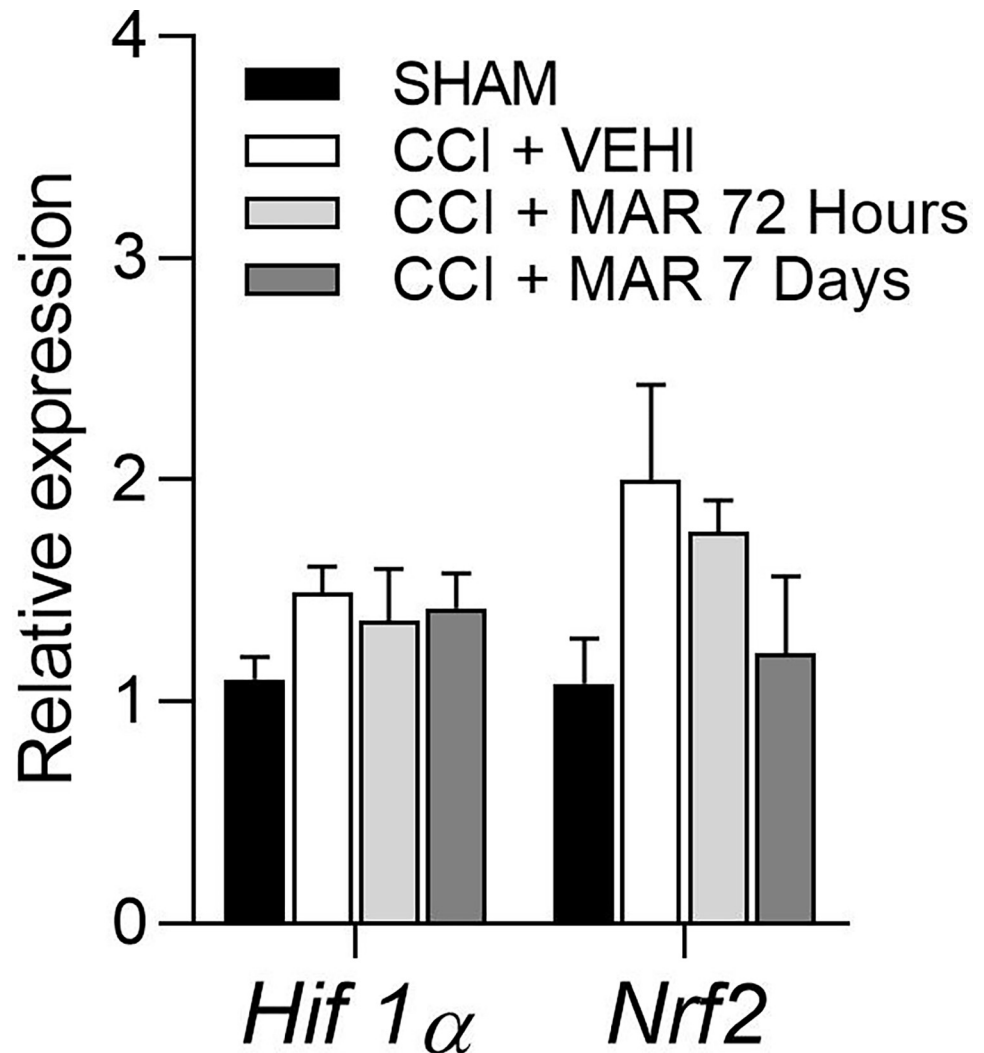 4
3
2
1
0
Relative expression
SHAM
CCI + VEHI
CCI + MAR 72 Hours
CCI + MAR 7 Days
Hif 1α
Nrf2